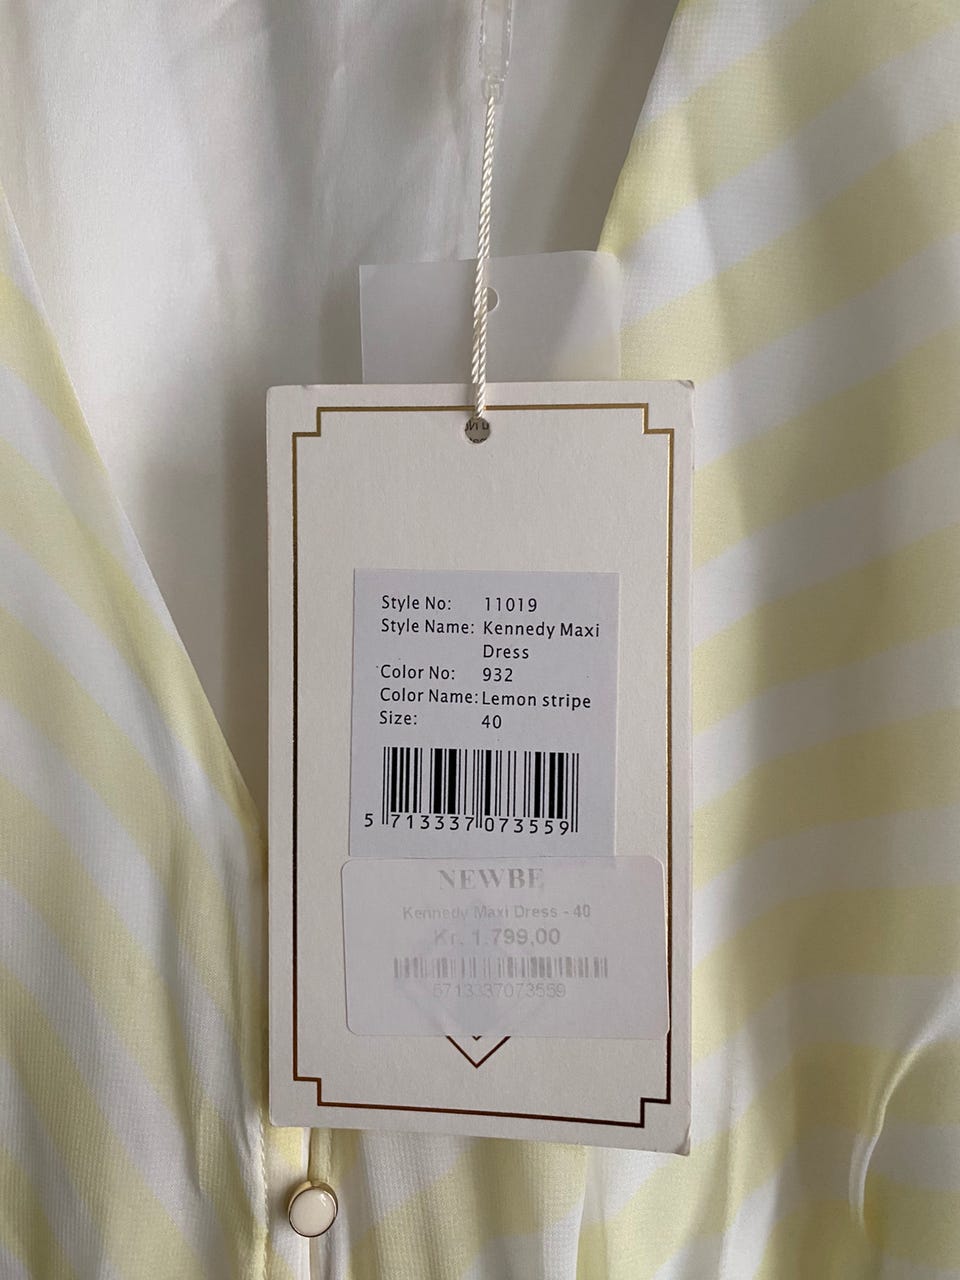 Style No: 11019
Style Name: Kennedy Maxi
Dress
Color No: 932
Color Name: Lemon stripe
Size: 40
5 713337 073559
NEWBE
Kennedy Maxi Dress - 40
Kr. 1.799,00
5713337073559